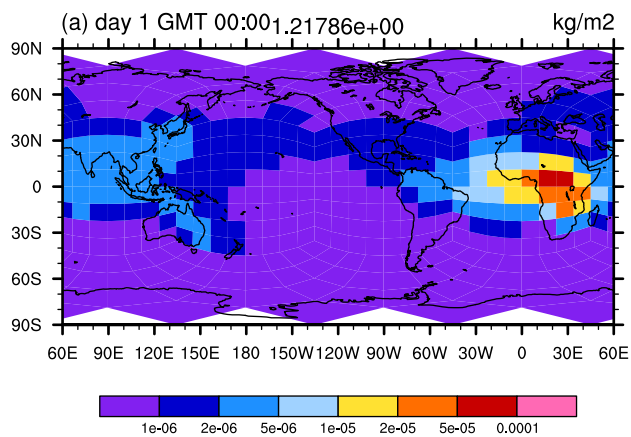 (a) day 1 GMT 00:00 1.21786e+00 kg/m2
90N
60N
30N
0
30S
60S
90S
60E 90E 120E 150E 180 150W 120W 90W 60W 30W 0 30E 60E
1e-06 2e-06 5e-06 1e-05 2e-05 5e-05 0.0001